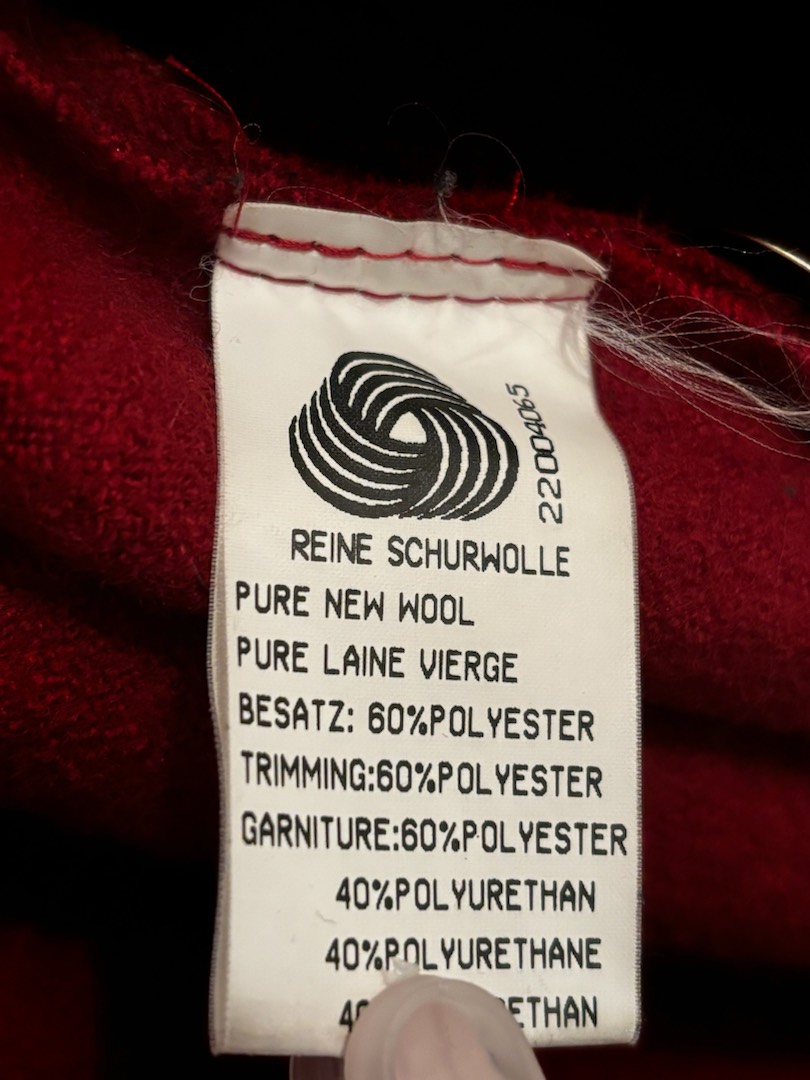 22004065
REINE SCHURWOLLE
PURE NEW WOOL
PURE LAINE VIERGE
BESATZ: 60%POLYESTER
TRIMMING:60%POLYESTER
GARNITURE:60%POLYESTER
40%POLYURETHAN
40%POLYURETHANE